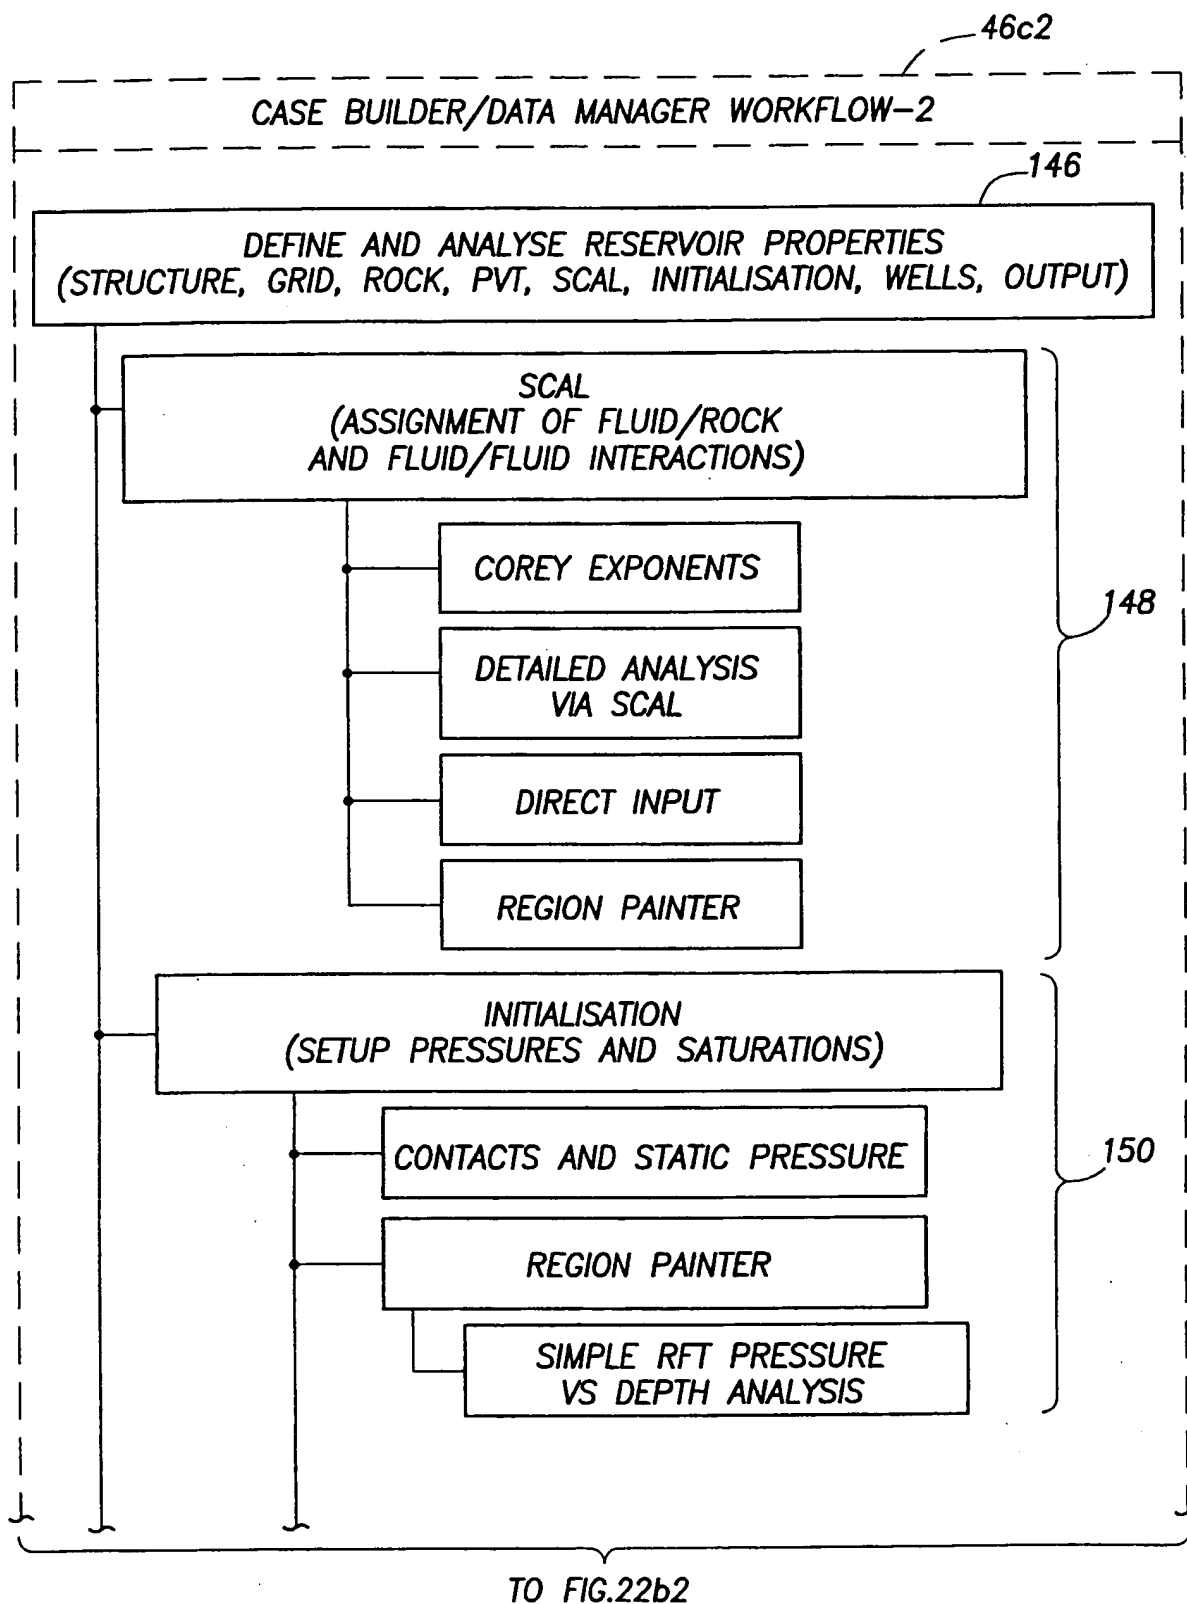 46c2
CASE BUILDER/DATA MANAGER WORKFLOW-2
146
DEFINE AND ANALYSE RESERVOIR PROPERTIES
(STRUCTURE, GRID, ROCK, PVT, SCAL, INITIALISATION, WELLS, OUTPUT)
SCAL
(ASSIGNMENT OF FLUID/ROCK
AND FLUID/FLUID INTERACTIONS)
COREY EXPONENTS
148
DETAILED ANALYSIS
VIA SCAL
DIRECT INPUT
REGION PAINTER
INITIALISATION
(SETUP PRESSURES AND SATURATIONS)
CONTACTS AND STATIC PRESSURE
150
REGION PAINTER
SIMPLE RFT PRESSURE
VS DEPTH ANALYSIS
TO FIG.22b2